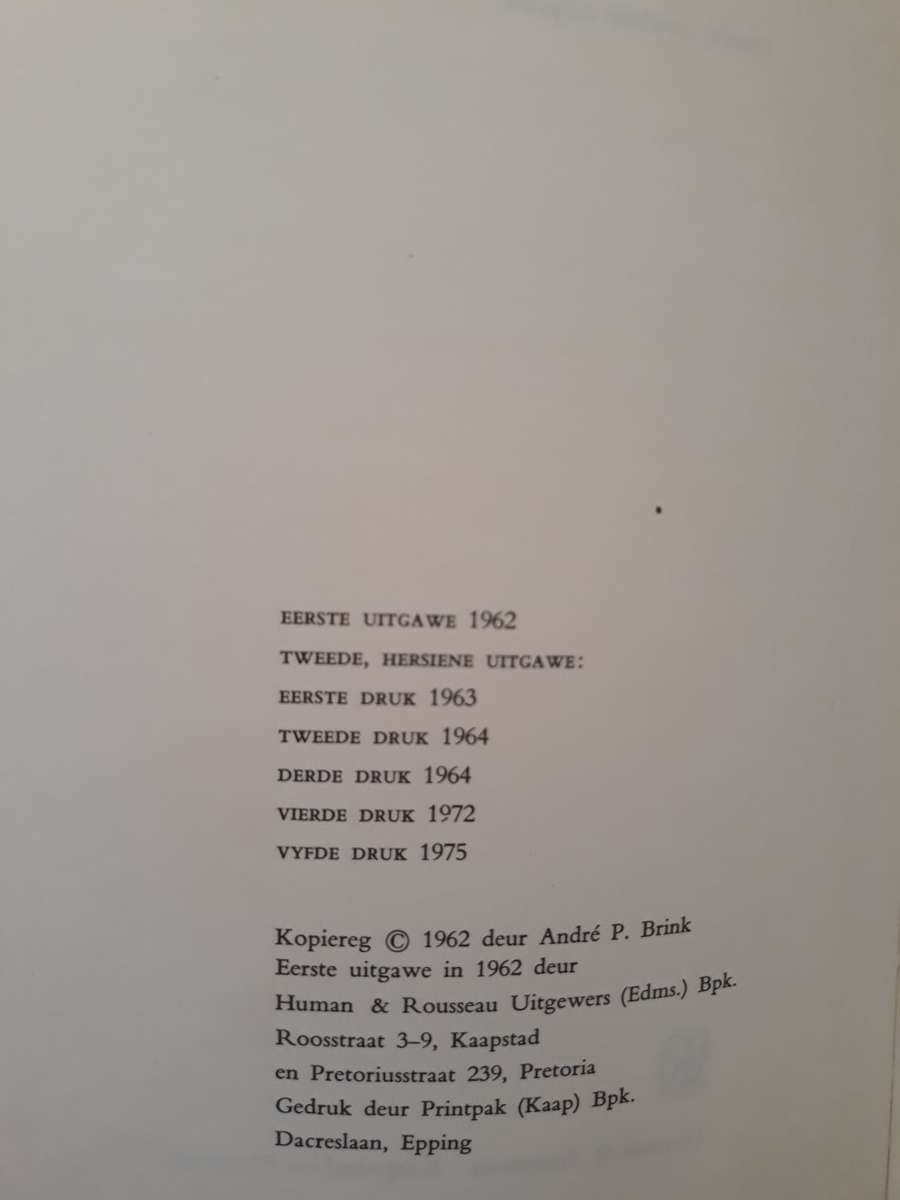 EERSTE UITGAWE 1962
TWEEDE, HERSIENE UITGAWE:
EERSTE DRUK 1963
TWEEDE DRUK 1964
DERDE DRUK 1964
VIERDE DRUK 1972
VYFDE DRUK 1975
Kopiereg © 1962 deur André P. Brink
Eerste uitgawe in 1962 deur
Human & Rousseau Uitgewers (Edms.) Bpk.
Roosstraat 3–9, Kaapstad
en Pretoriusstraat 239, Pretoria
Gedruk deur Printpak (Kaap) Bpk.
Dacreslaan, Epping